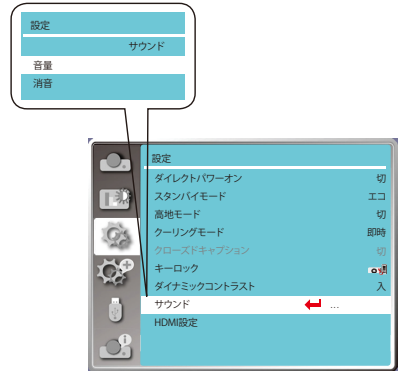 設定
サウンド
音量
消音
設定
ダイレクトパワーオン 切
スタンバイモード エコ
高地モード 切
クーリングモード 即時
クローズドキャプション 切
キーロック
ダイナミックコントラスト 入
サウンド ...
HDMI設定